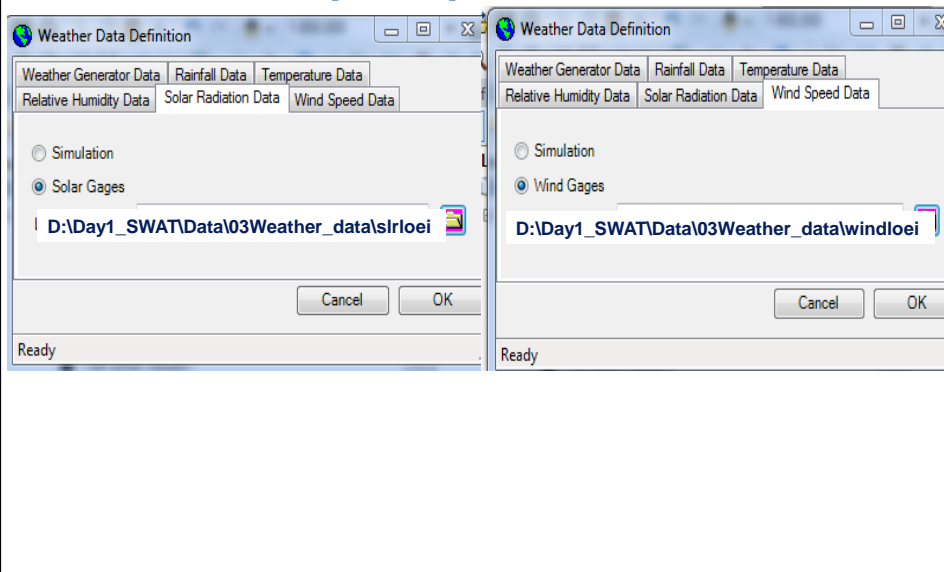 Weather Data Definition
Weather Generator Data Rainfall Data Temperature Data
Relative Humidity Data Solar Radiation Data Wind Speed Data
Simulation
Solar Gages
D:\Day1_SWAT\Data\03Weather_data\slrloei
Cancel OK
Ready
Weather Data Definition
Weather Generator Data Rainfall Data Temperature Data
Relative Humidity Data Solar Radiation Data Wind Speed Data
Simulation
Wind Gages
D:\Day1_SWAT\Data\03Weather_data\windloei
Cancel OK
Ready